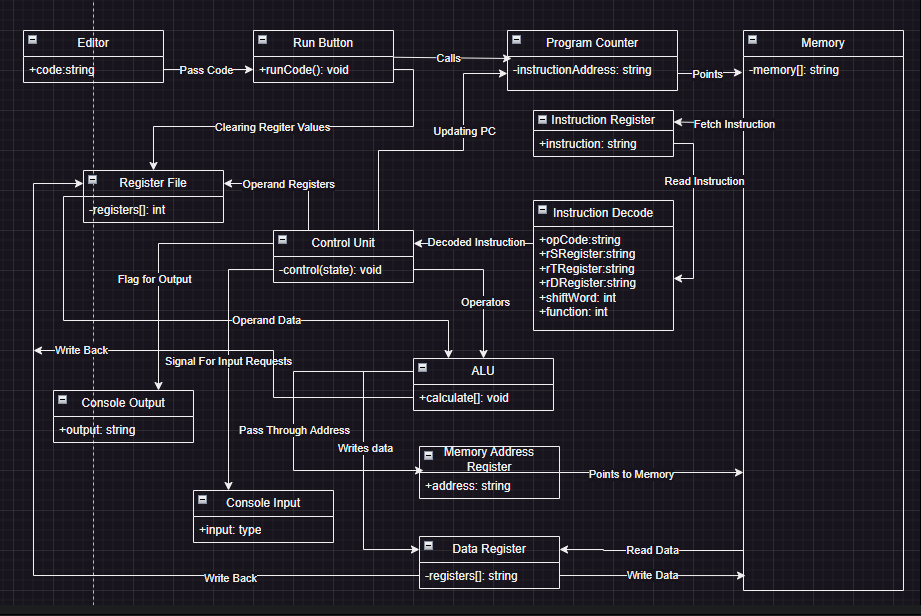 Editor
+code:string
Pass Code
Run Button
+runCode(): void
Calls
Program Counter
-instructionAddress: string
Points
Memory
-memory[]: string
Clearing Regiter Values
Updating PC
Instruction Register
+instruction: string
Fetch Instruction
Read Instruction
Register File
-registers[]: int
Operand Registers
Control Unit
-control(state): void
Decoded Instruction
Instruction Decode
+opCode:string
+rSRegister:string
+rTRegister:string
+rDRegister:string
+shiftWord: int
+function: int
Flag for Output
Operators
Operand Data
Write Back
Signal For Input Requests
ALU
+calculate[]: void
Console Output
+output: string
Pass Through Address
Writes data
Memory Address
Register
+address: string
Points to Memory
Console Input
+input: type
Data Register
-registers[]: string
Read Data
Write Data
Write Back